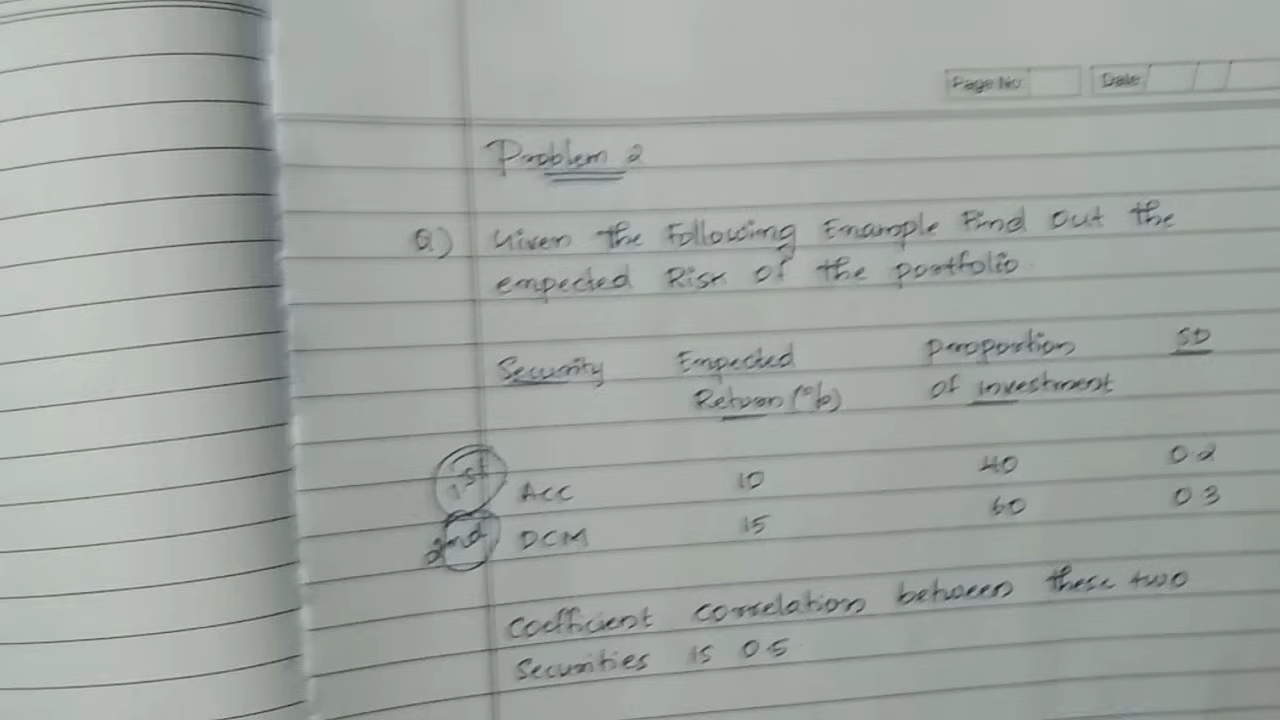 Page No Date
Problem 2
Q) Given the Following Example Find out the
expected Risk of the portfolio
Security Expected Proportion SD
Return (%) of investment
1st ACC 10 40 0.2
2nd DCM 15 60 0.3
Coefficient correlation between these two
Securities is 0.5